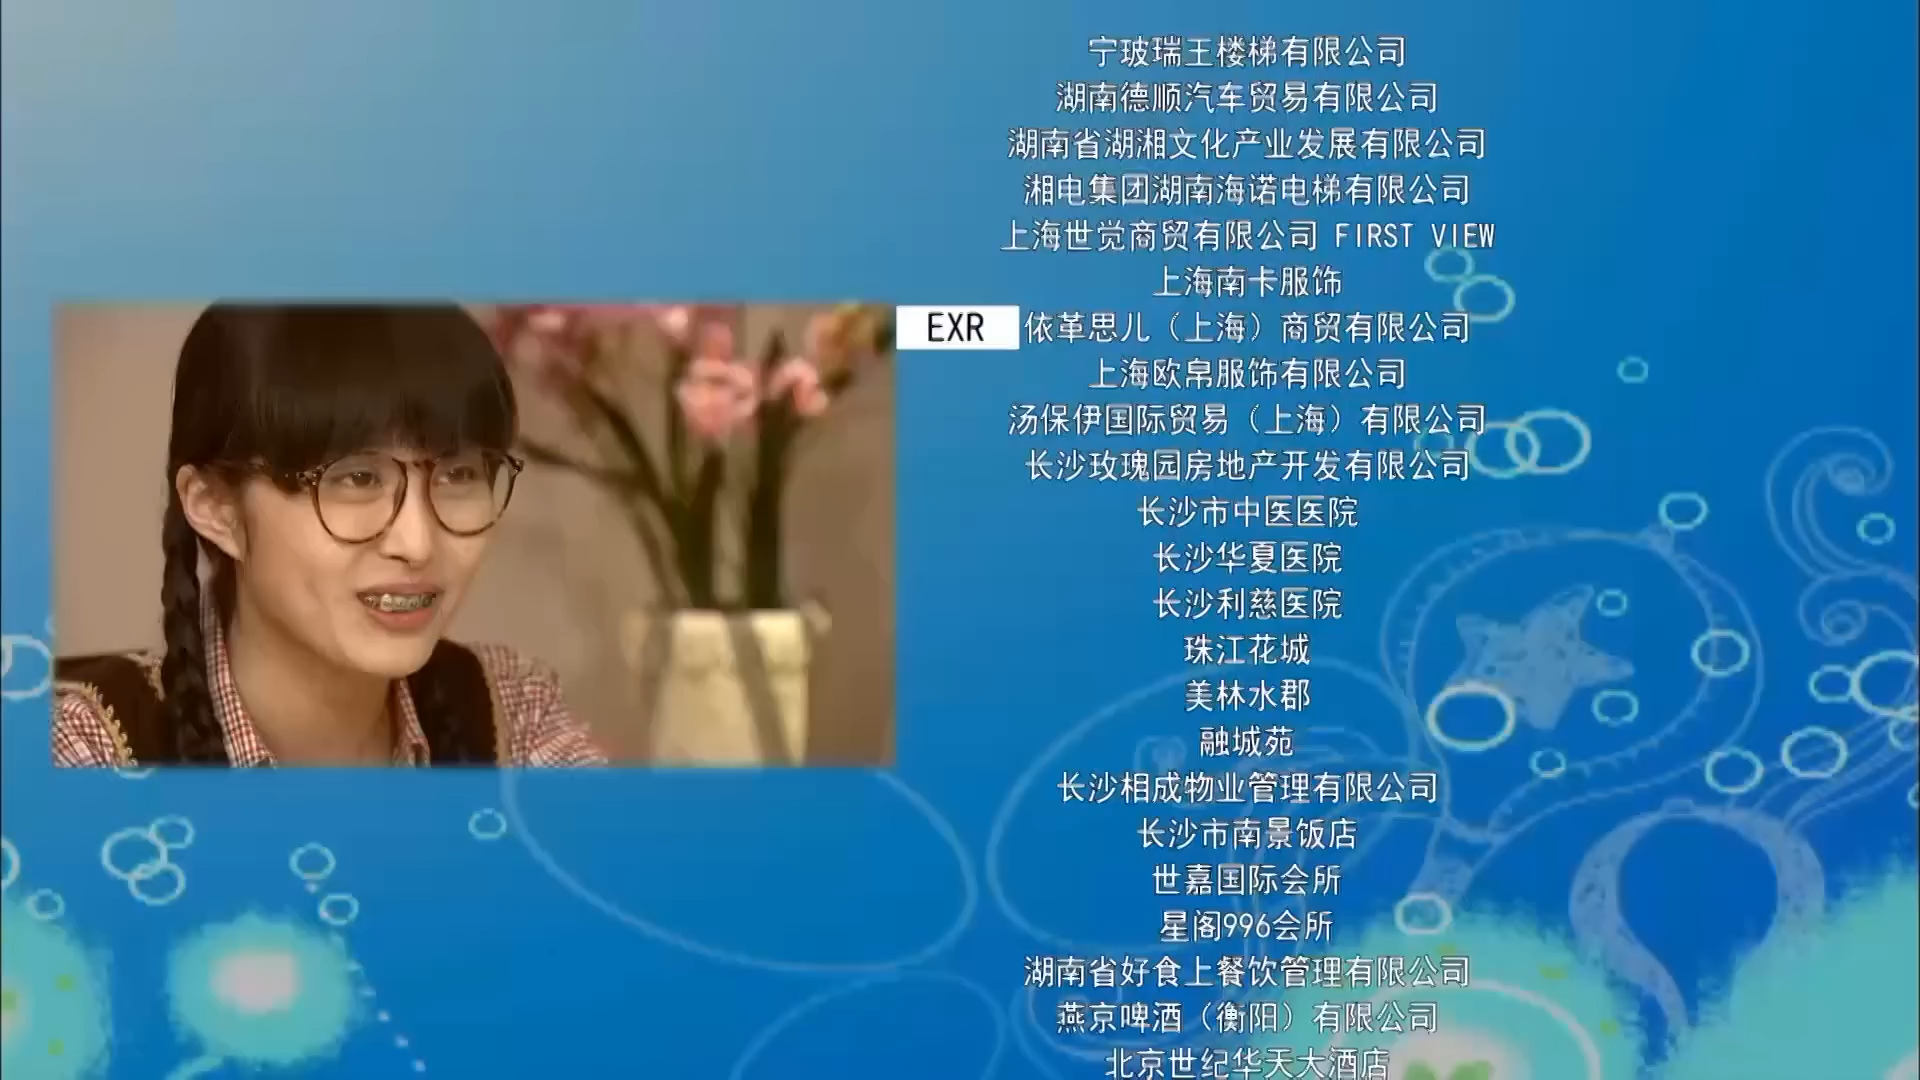 宁玻瑞王楼梯有限公司
湖南德顺汽车贸易有限公司
湖南省湖湘文化产业发展有限公司
湘电集团湖南海诺电梯有限公司
上海世觉商贸有限公司 FIRST VIEW
上海南卡服饰
EXR 依革思儿（上海）商贸有限公司
上海欧帛服饰有限公司
汤保伊国际贸易（上海）有限公司
长沙玫瑰园房地产开发有限公司
长沙市中医医院
长沙华夏医院
长沙利慈医院
珠江花城
美林水郡
融城苑
长沙相成物业管理有限公司
长沙市南景饭店
世嘉国际会所
星阁996会所
湖南省好食上餐饮管理有限公司
燕京啤酒（衡阳）有限公司
北京世纪华天大酒店